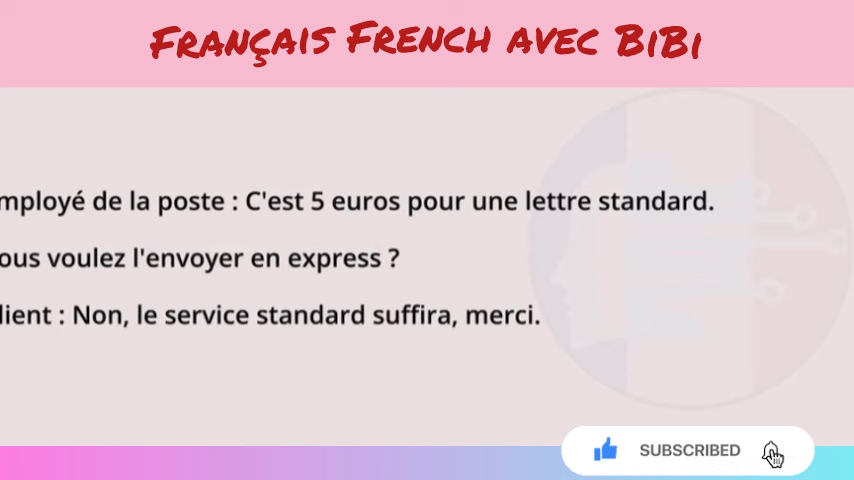 Français French avec BiBi
mployé de la poste : C'est 5 euros pour une lettre standard.
ous voulez l'envoyer en express ?
lient : Non, le service standard suffira, merci.
SUBSCRIBED